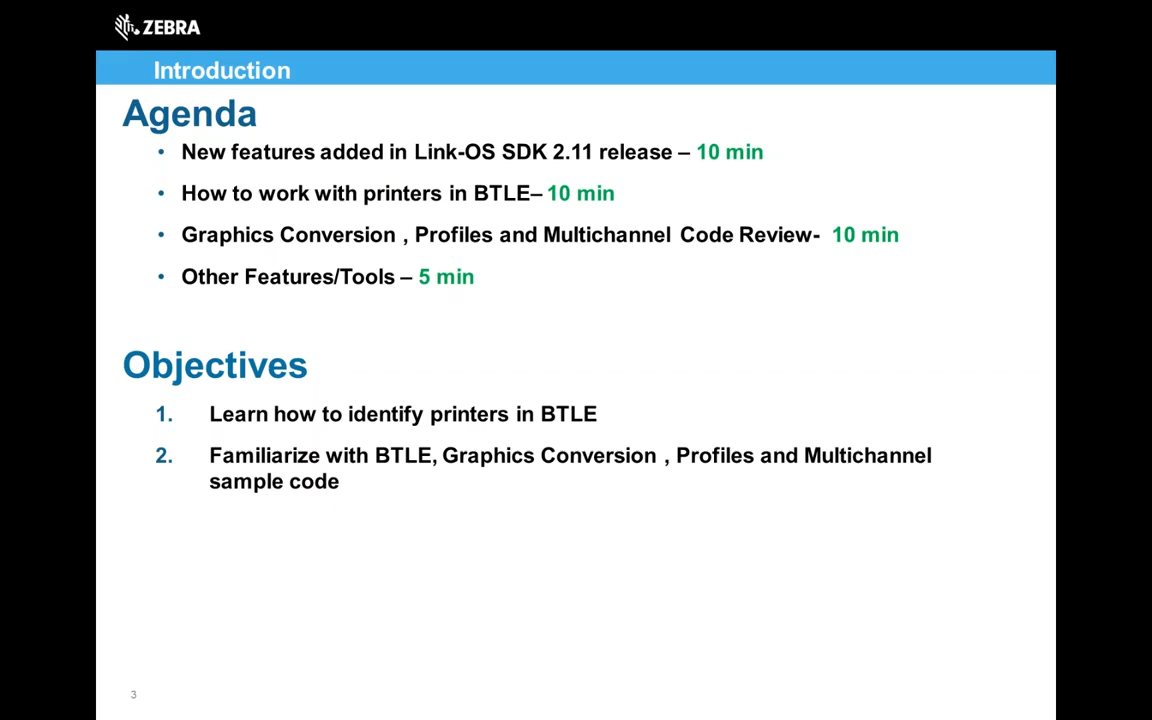 ZEBRA
Introduction
Agenda
• New features added in Link-OS SDK 2.11 release – 10 min
• How to work with printers in BTLE– 10 min
• Graphics Conversion , Profiles and Multichannel Code Review- 10 min
• Other Features/Tools – 5 min
Objectives
1. Learn how to identify printers in BTLE
2. Familiarize with BTLE, Graphics Conversion , Profiles and Multichannel
sample code
3